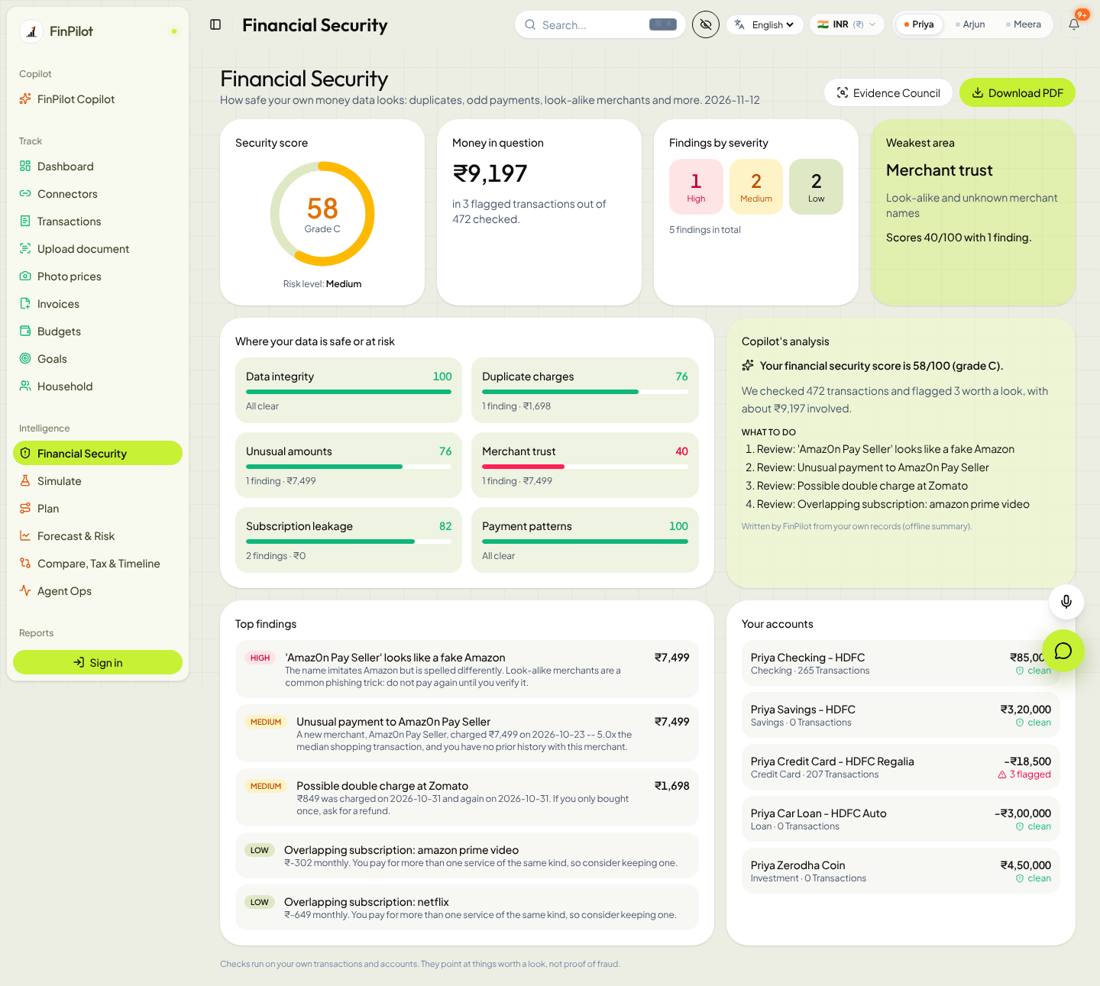 FinPilot
Copilot
FinPilot Copilot
Track
Dashboard
Connectors
Transactions
Upload document
Photo prices
Invoices
Budgets
Goals
Household
Intelligence
Financial Security
Simulate
Plan
Forecast & Risk
Compare, Tax & Timeline
Agent Ops
Reports
Sign in
Financial Security
Search...
English
INR (₹)
Priya
Arjun
Meera
9+
Financial Security
How safe your own money data looks: duplicates, odd payments, look-alike merchants and more. 2026-11-12
Evidence Council
Download PDF
Security score
58
Grade C
Risk level: Medium
Money in question
₹9,197
in 3 flagged transactions out of
472 checked.
Findings by severity
1
High
2
Medium
2
Low
5 findings in total
Weakest area
Merchant trust
Look-alike and unknown merchant
names
Scores 40/100 with 1 finding.
Where your data is safe or at risk
Data integrity 100
All clear
Duplicate charges 76
1 finding · ₹1,698
Unusual amounts 76
1 finding · ₹7,499
Merchant trust 40
1 finding · ₹7,499
Subscription leakage 82
2 findings · ₹0
Payment patterns 100
All clear
Copilot's analysis
Your financial security score is 58/100 (grade C).
We checked 472 transactions and flagged 3 worth a look, with
about ₹9,197 involved.
WHAT TO DO
1. Review: 'Amaz0n Pay Seller' looks like a fake Amazon
2. Review: Unusual payment to Amaz0n Pay Seller
3. Review: Possible double charge at Zomato
4. Review: Overlapping subscription: amazon prime video
Written by FinPilot from your own records (offline summary).
Top findings
HIGH 'Amaz0n Pay Seller' looks like a fake Amazon ₹7,499
The name imitates Amazon but is spelled differently. Look-alike merchants are a
common phishing trick: do not pay again until you verify it.
MEDIUM Unusual payment to Amaz0n Pay Seller ₹7,499
A new merchant, Amaz0n Pay Seller, charged ₹7,499 on 2026-10-23 -- 5.0x the
median shopping transaction, and you have no prior history with this merchant.
MEDIUM Possible double charge at Zomato ₹1,698
₹849 was charged on 2026-10-31 and again on 2026-10-31. If you only bought
once, ask for a refund.
LOW Overlapping subscription: amazon prime video
₹-302 monthly. You pay for more than one service of the same kind, so consider keeping one.
LOW Overlapping subscription: netflix
₹-649 monthly. You pay for more than one service of the same kind, so consider keeping one.
Your accounts
Priya Checking - HDFC ₹85,00
Checking · 265 Transactions clean
Priya Savings - HDFC ₹3,20,000
Savings · 0 Transactions clean
Priya Credit Card - HDFC Regalia -₹18,500
Credit Card · 207 Transactions 3 flagged
Priya Car Loan - HDFC Auto -₹3,00,000
Loan · 0 Transactions clean
Priya Zerodha Coin ₹4,50,000
Investment · 0 Transactions clean
Checks run on your own transactions and accounts. They point at things worth a look, not proof of fraud.